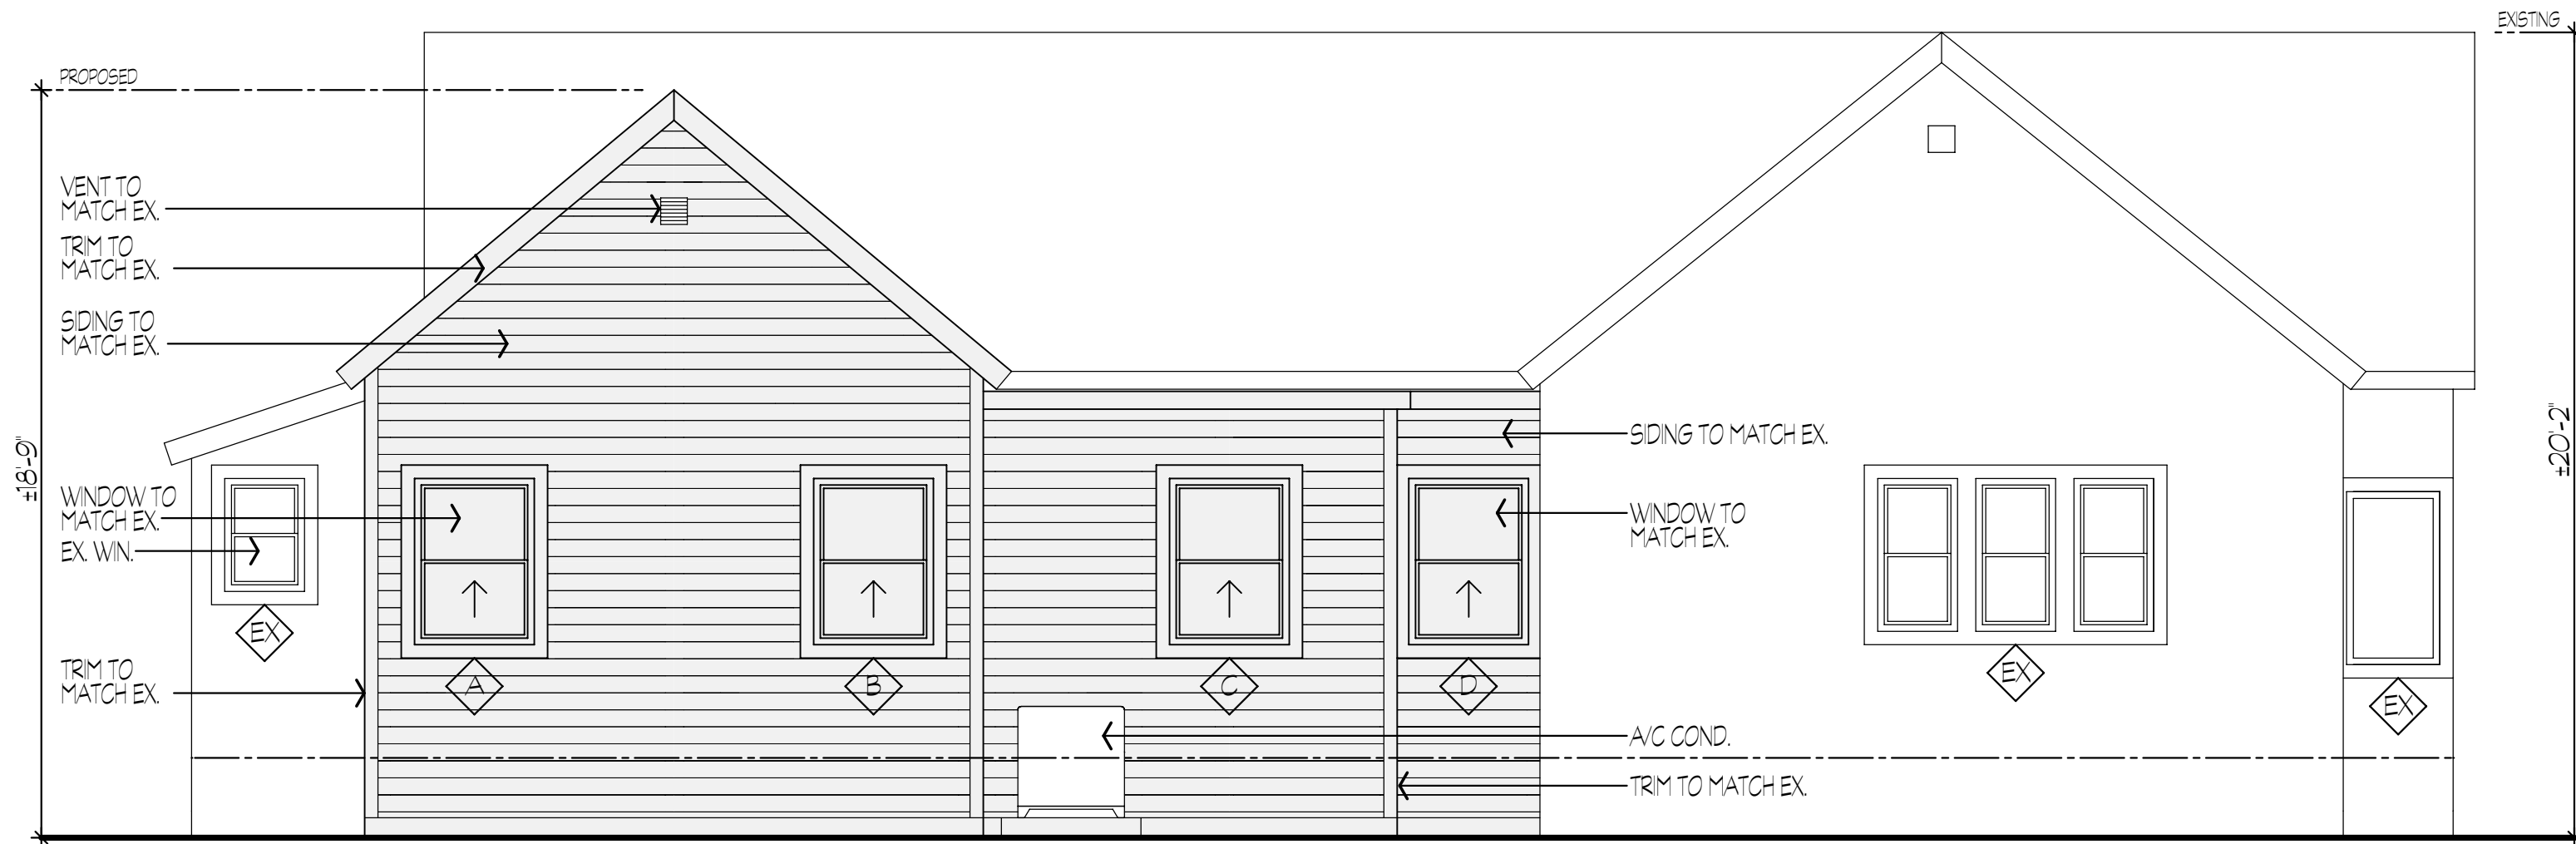 EXISTING
PROPOSED
VENT TO
MATCH EX.
TRIM TO
MATCH EX.
SIDING TO
MATCH EX.
±18'-9"
±20'-2"
SIDING TO MATCH EX.
WINDOW TO
MATCH EX.
EX. WIN.
WINDOW TO
MATCH EX.
EX
TRIM TO
MATCH EX.
A
B
C
D
EX
EX
A/C COND.
TRIM TO MATCH EX.